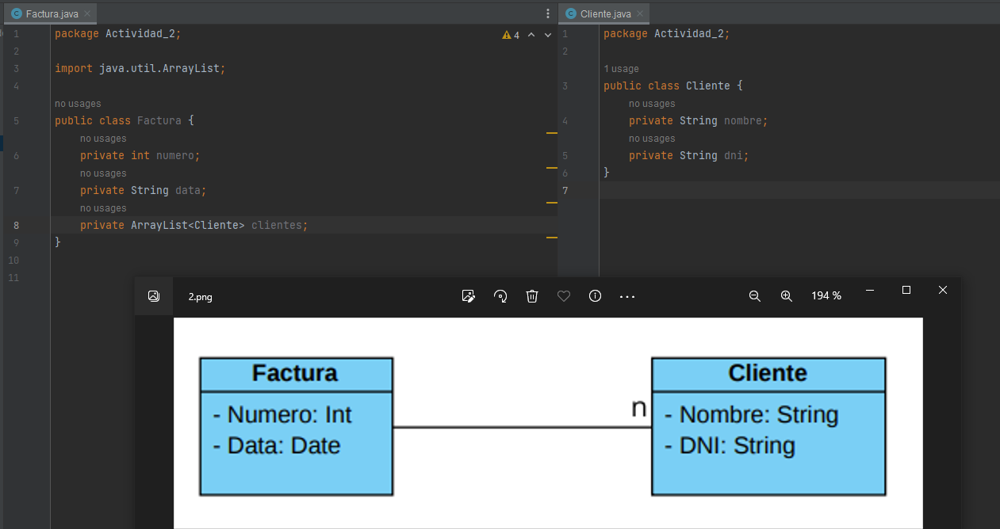 Factura.java
4
1 package Actividad_2;
2
3 import java.util.ArrayList;
4
no usages
5 public class Factura {
no usages
6 private int numero;
no usages
7 private String data;
no usages
8 private ArrayList<Cliente> clientes;
9 }
10
11
Cliente.java
1 package Actividad_2;
2
1 usage
3 public class Cliente {
no usages
4 private String nombre;
no usages
5 private String dni;
6 }
7
2.png
194 %
Factura
- Numero: Int
- Data: Date
n
Cliente
- Nombre: String
- DNI: String